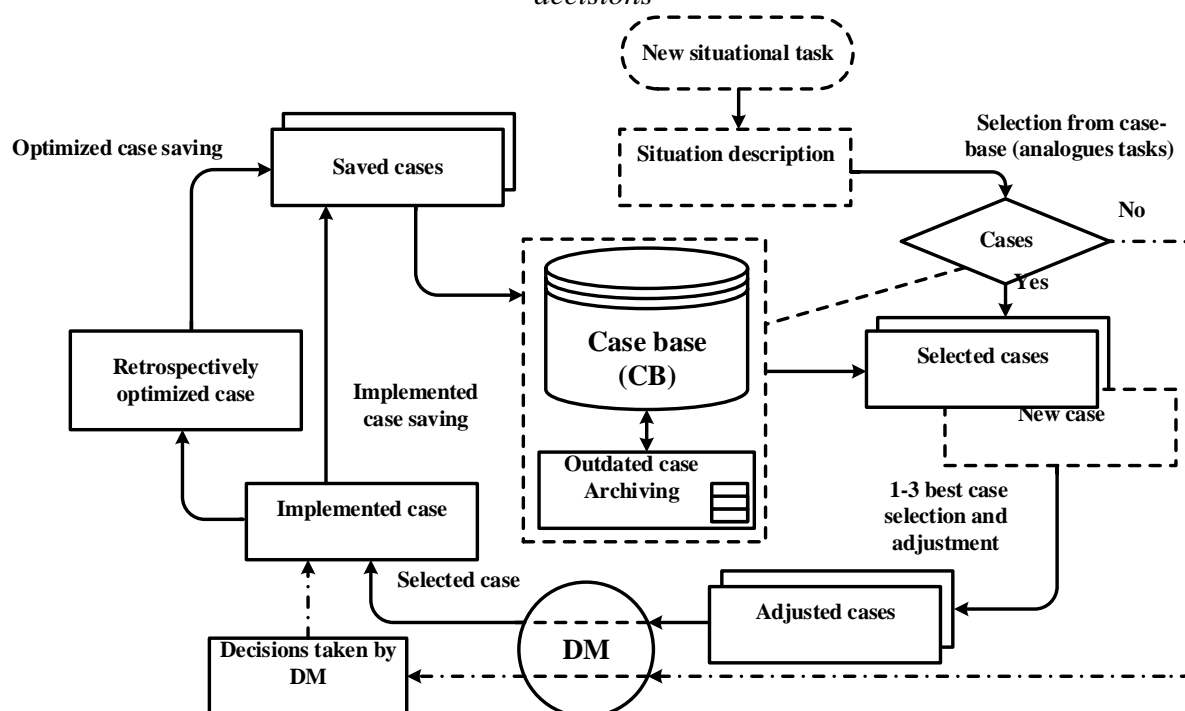 decisions
New situational task
Optimized case saving
Saved cases
Situation description
Selection from case-
base (analogues tasks)
No
Cases
Yes
Case base
(CB)
Selected cases
New case
Retrospectively
optimized case
Implemented
case saving
Outdated case
Archiving
1-3 best case
selection and
adjustment
Implemented case
Selected case
Adjusted cases
Decisions taken by
DM
DM